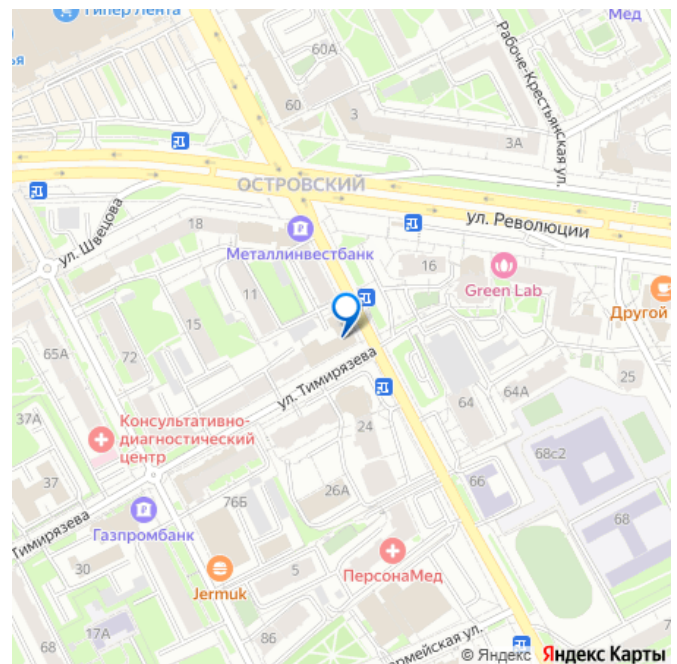 Гипер Лента
Мед
60А
60
3
3А
Рабоче-Крестьянская ул.
ОСТРОВСКИЙ
ул. Революции
ул. Швецова
18
Металлинвестбанк
16
Green Lab
11
Другой
15
65А
72
ул. Тимирязева
25
64
64А
37А
Консультативно-
диагностический
центр
24
68с2
37
66
76Б
26А
68
Газпромбанк
Тимирязева
ПерсонаМед
30
5
Jermuk
17А
86
68
© Яндекс Яндекс Карты